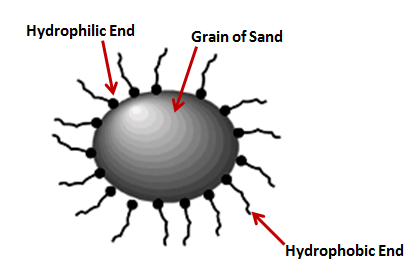 Hydrophilic End
Grain of Sand
Hydrophobic End